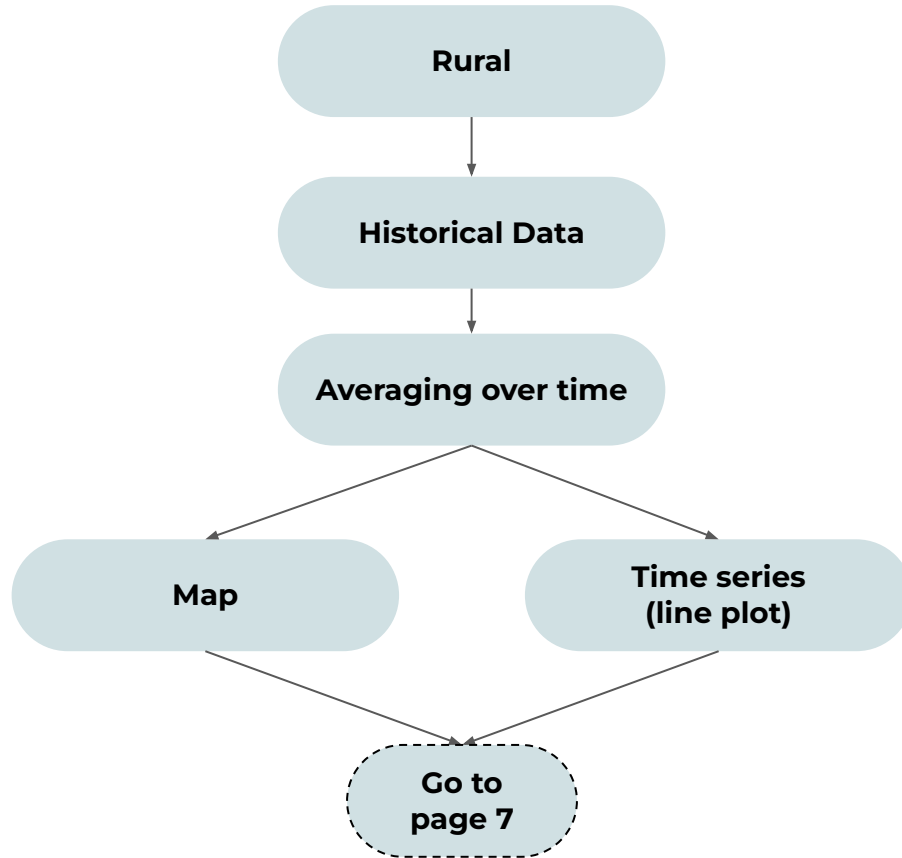 Rural
Historical Data
Averaging over time
Map
Time series
(line plot)
Go to
page 7